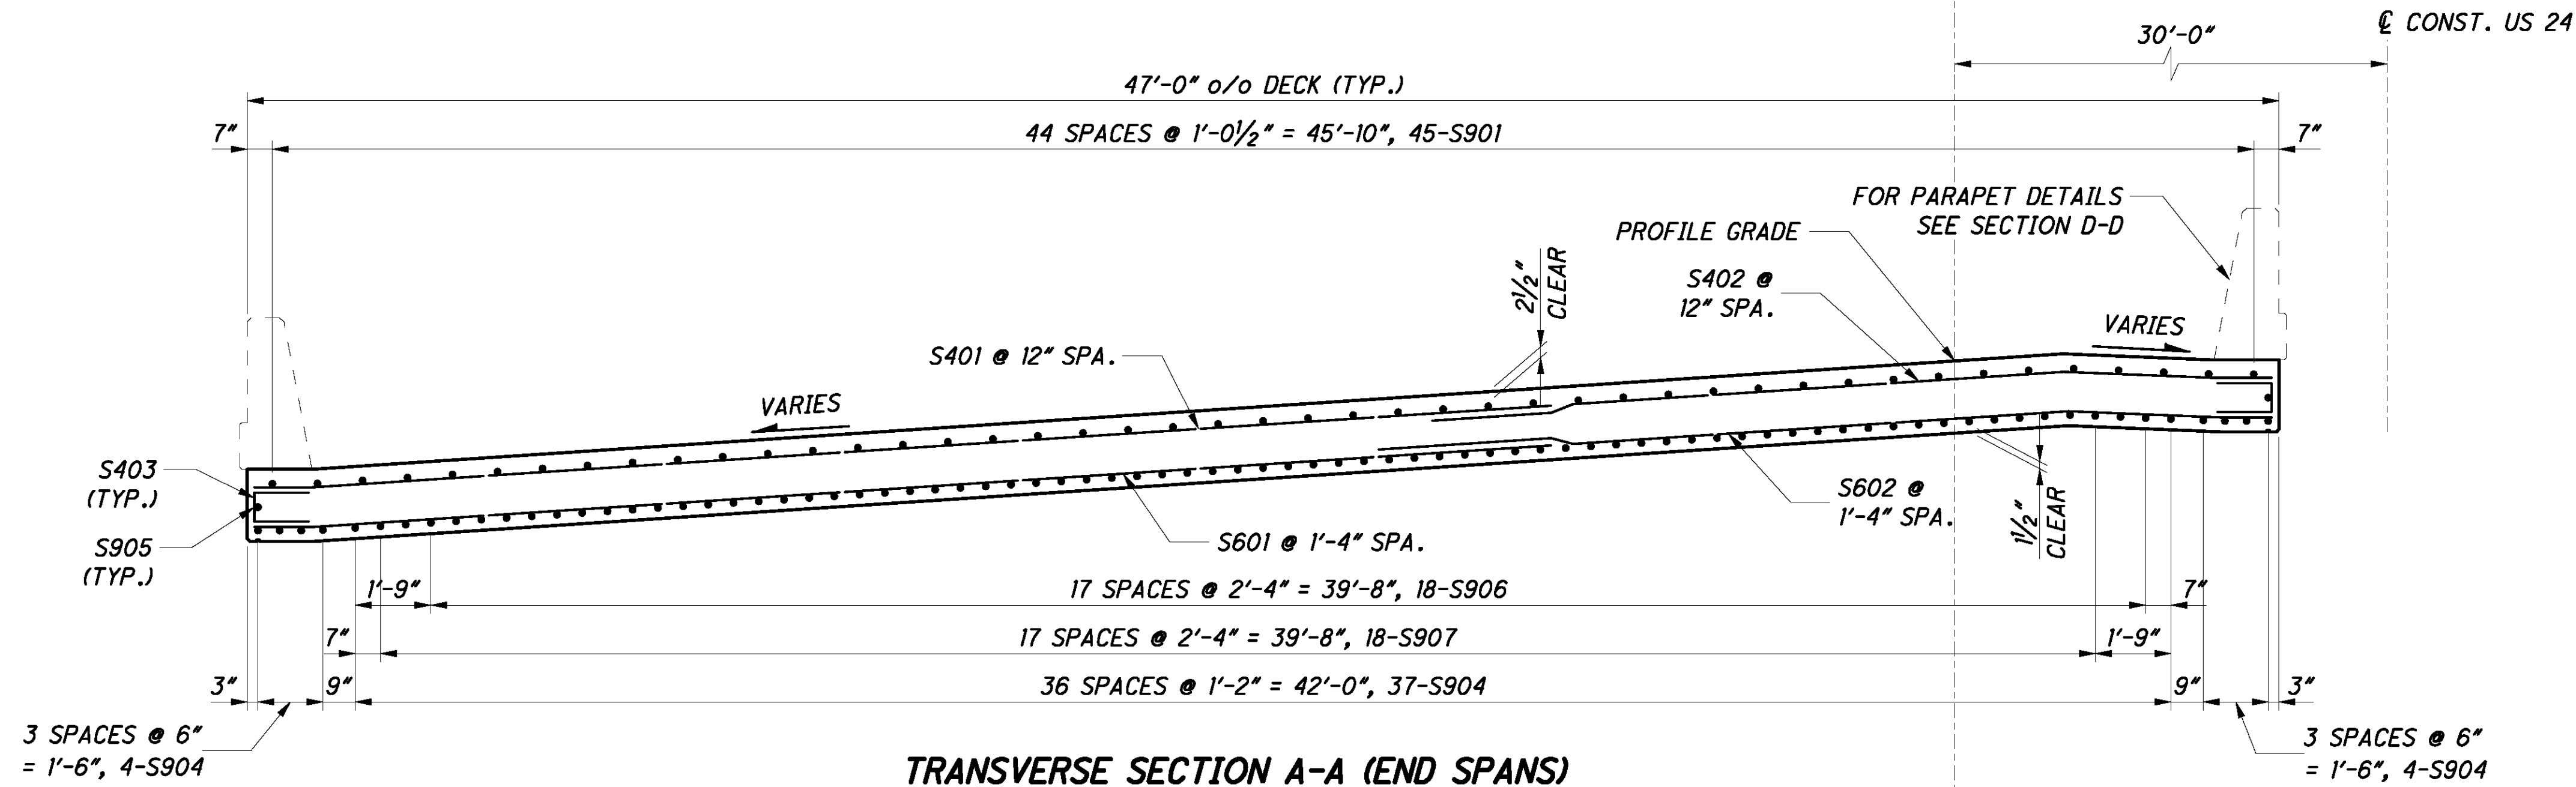 ℄ CONST. US 24
30'-0"
47'-0" o/o DECK (TYP.)
7"
44 SPACES @ 1'-0½" = 45'-10", 45-S901
7"
FOR PARAPET DETAILS
SEE SECTION D-D
PROFILE GRADE
S402 @
12" SPA.
2½"
CLEAR
VARIES
S401 @ 12" SPA.
VARIES
S403
(TYP.)
S905
(TYP.)
S602 @
1'-4" SPA.
1½"
CLEAR
S601 @ 1'-4" SPA.
1'-9"
17 SPACES @ 2'-4" = 39'-8", 18-S906
7"
7"
17 SPACES @ 2'-4" = 39'-8", 18-S907
1'-9"
3"
9"
36 SPACES @ 1'-2" = 42'-0", 37-S904
9"
3"
3 SPACES @ 6"
= 1'-6", 4-S904
3 SPACES @ 6"
= 1'-6", 4-S904
TRANSVERSE SECTION A-A (END SPANS)